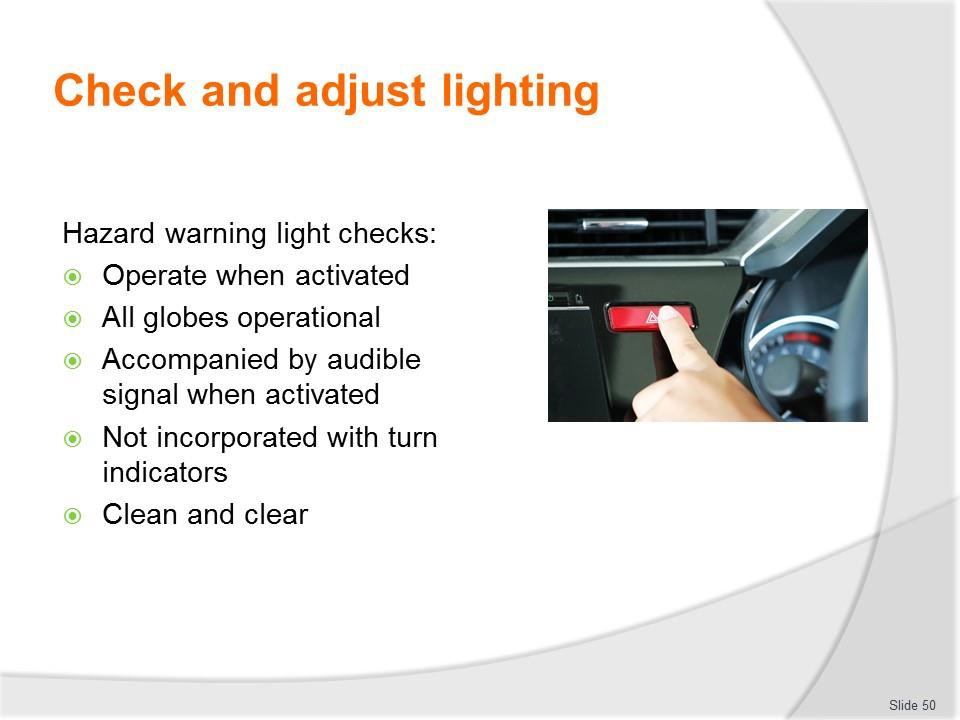 Check and adjust lighting
Hazard warning light checks:
Operate when activated
All globes operational
Accompanied by audible
signal when activated
Not incorporated with turn
indicators
Clean and clear
Slide 50